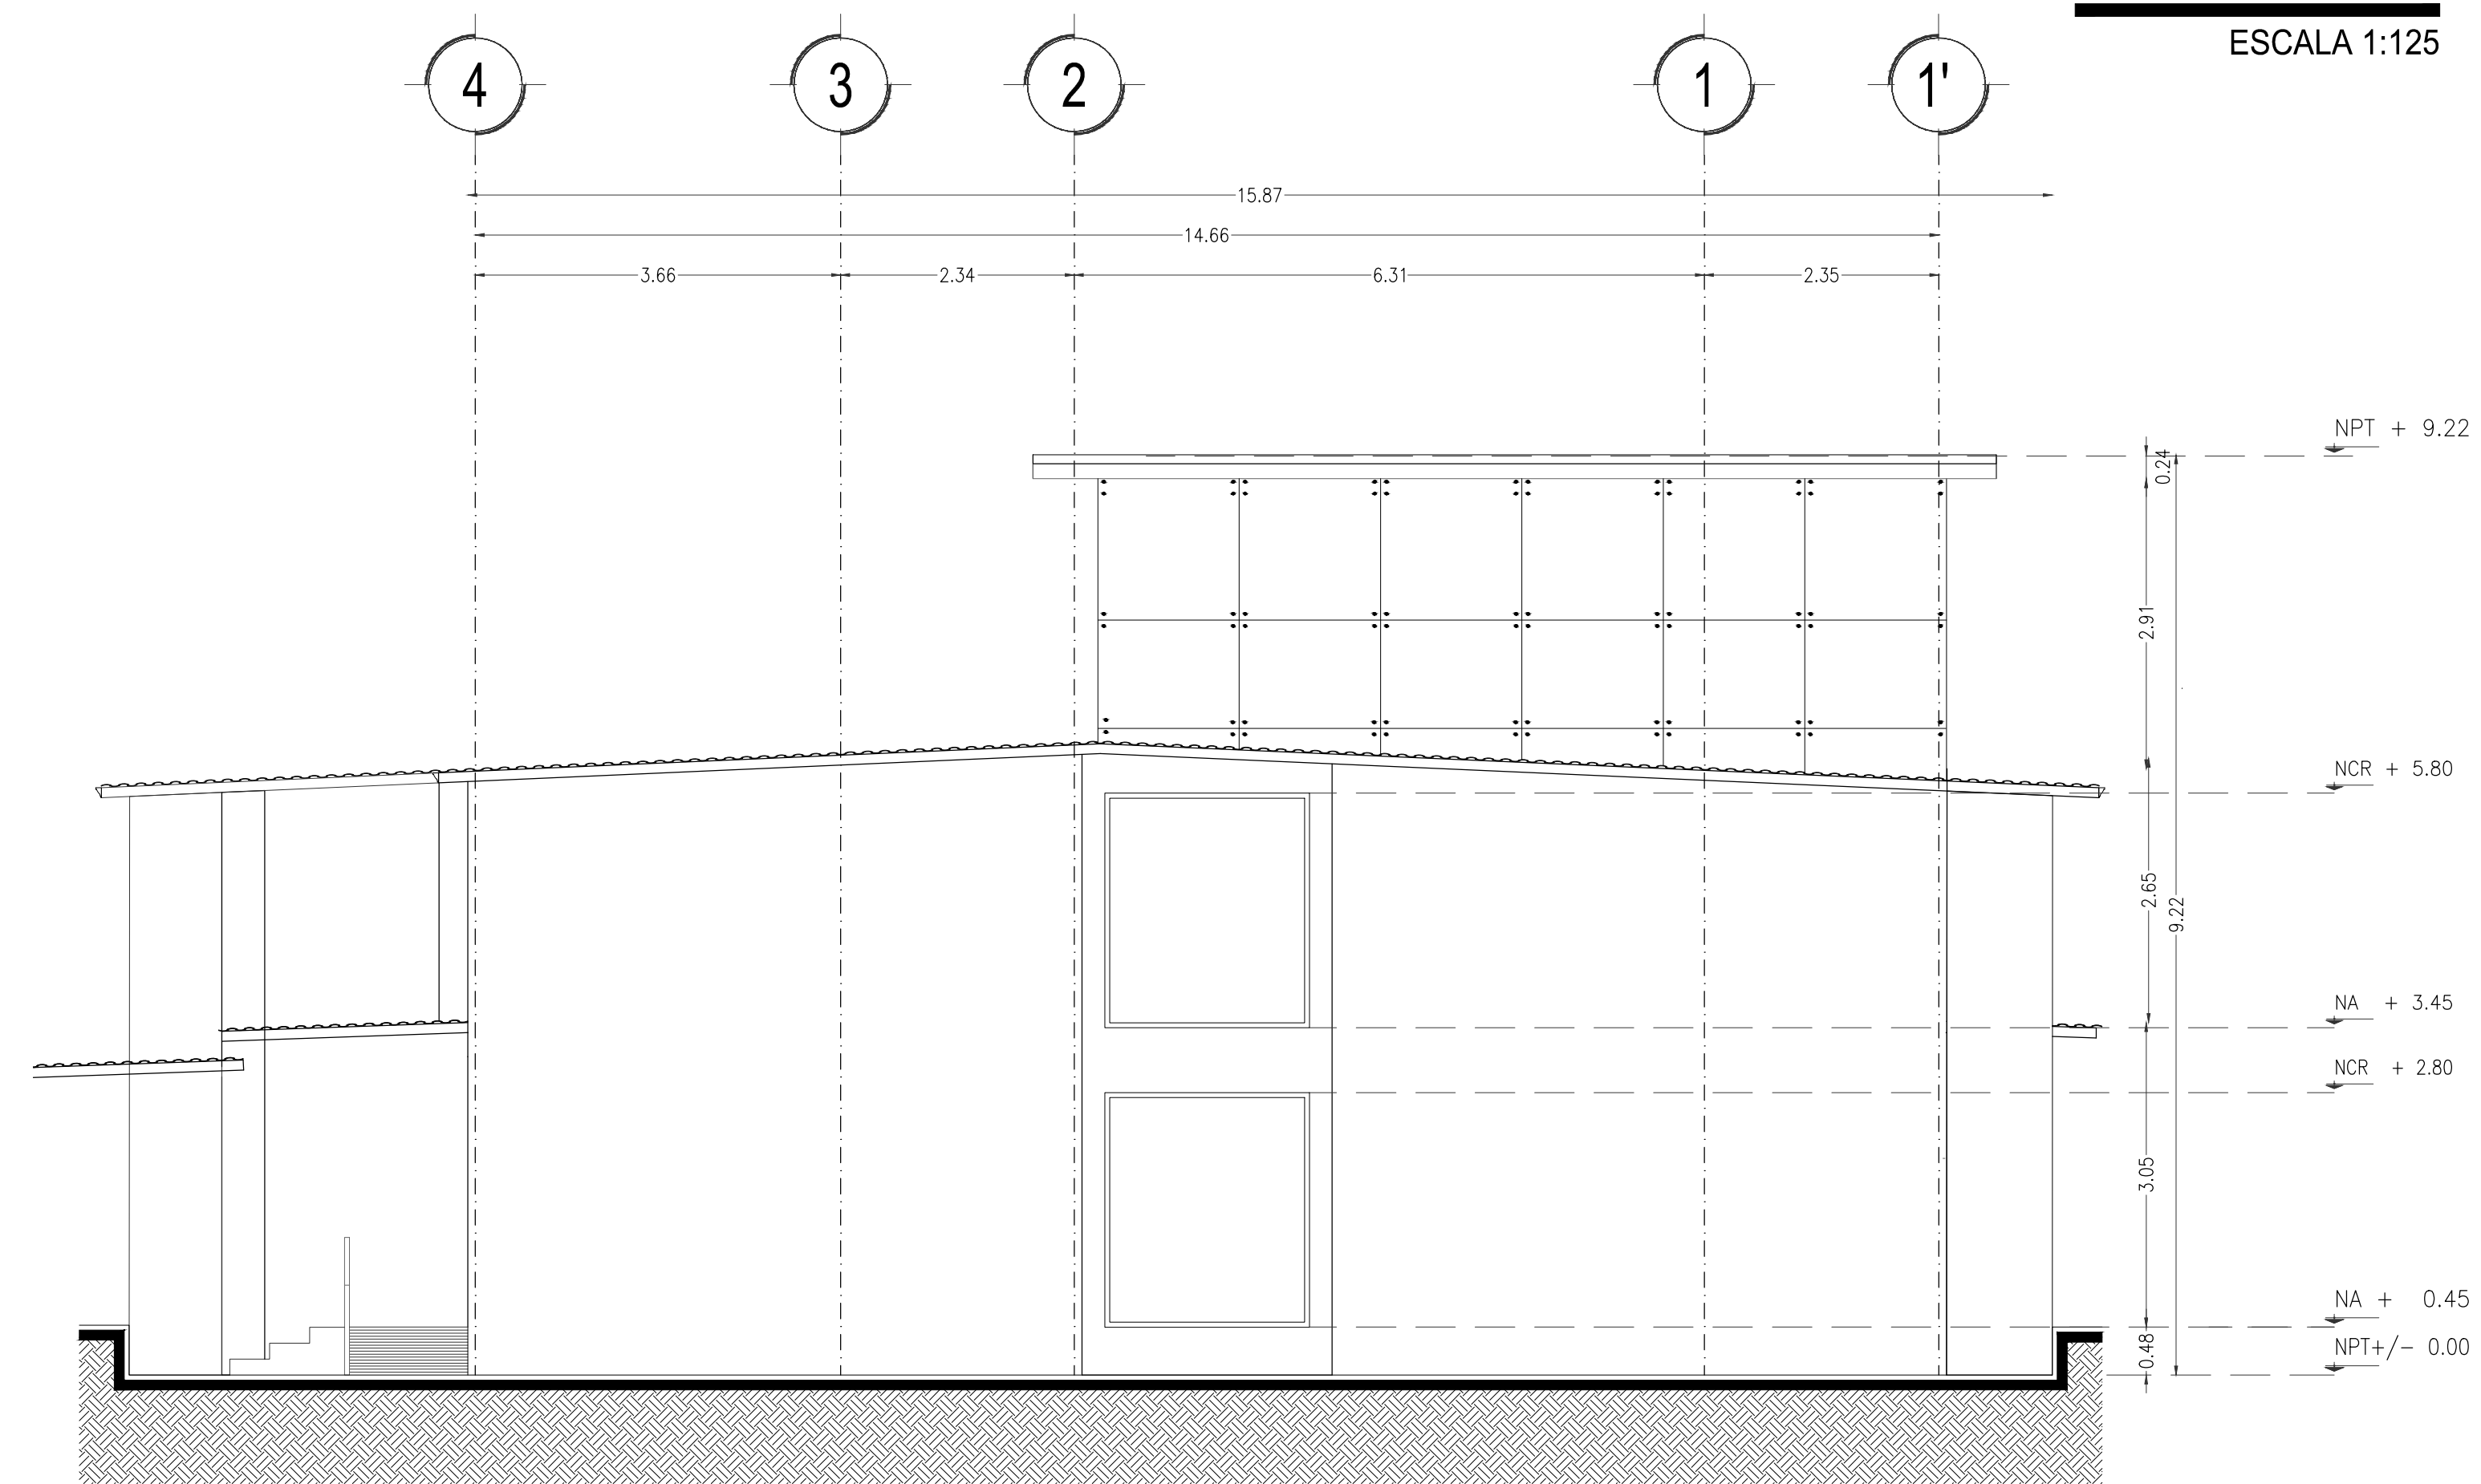 ESCALA 1:125
4 3 2 1 1'
15.87
14.66
3.66 2.34 6.31 2.35
NPT + 9.22
0.24
2.91
NCR + 5.80
2.65
9.22
NA + 3.45
NCR + 2.80
3.05
NA + 0.45
0.48
NPT+/- 0.00